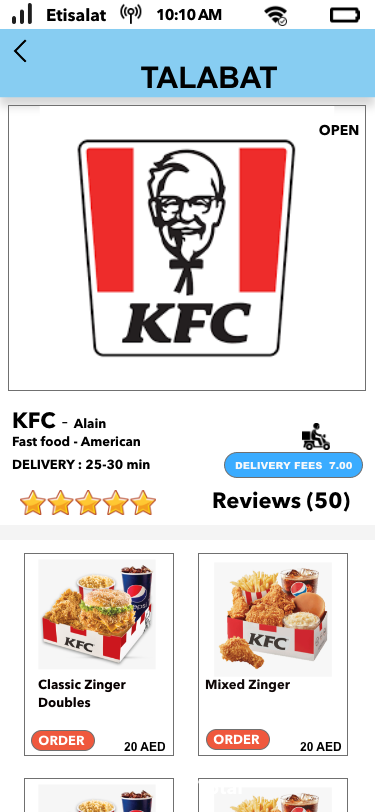 Etisalat 10:10 AM
TALABAT
OPEN
KFC
KFC - Alain
Fast food - American
DELIVERY : 25-30 min
DELIVERY FEES 7.00
Reviews (50)
KFC
KFC
Classic Zinger
Doubles
Mixed Zinger
ORDER
20 AED
ORDER
20 AED